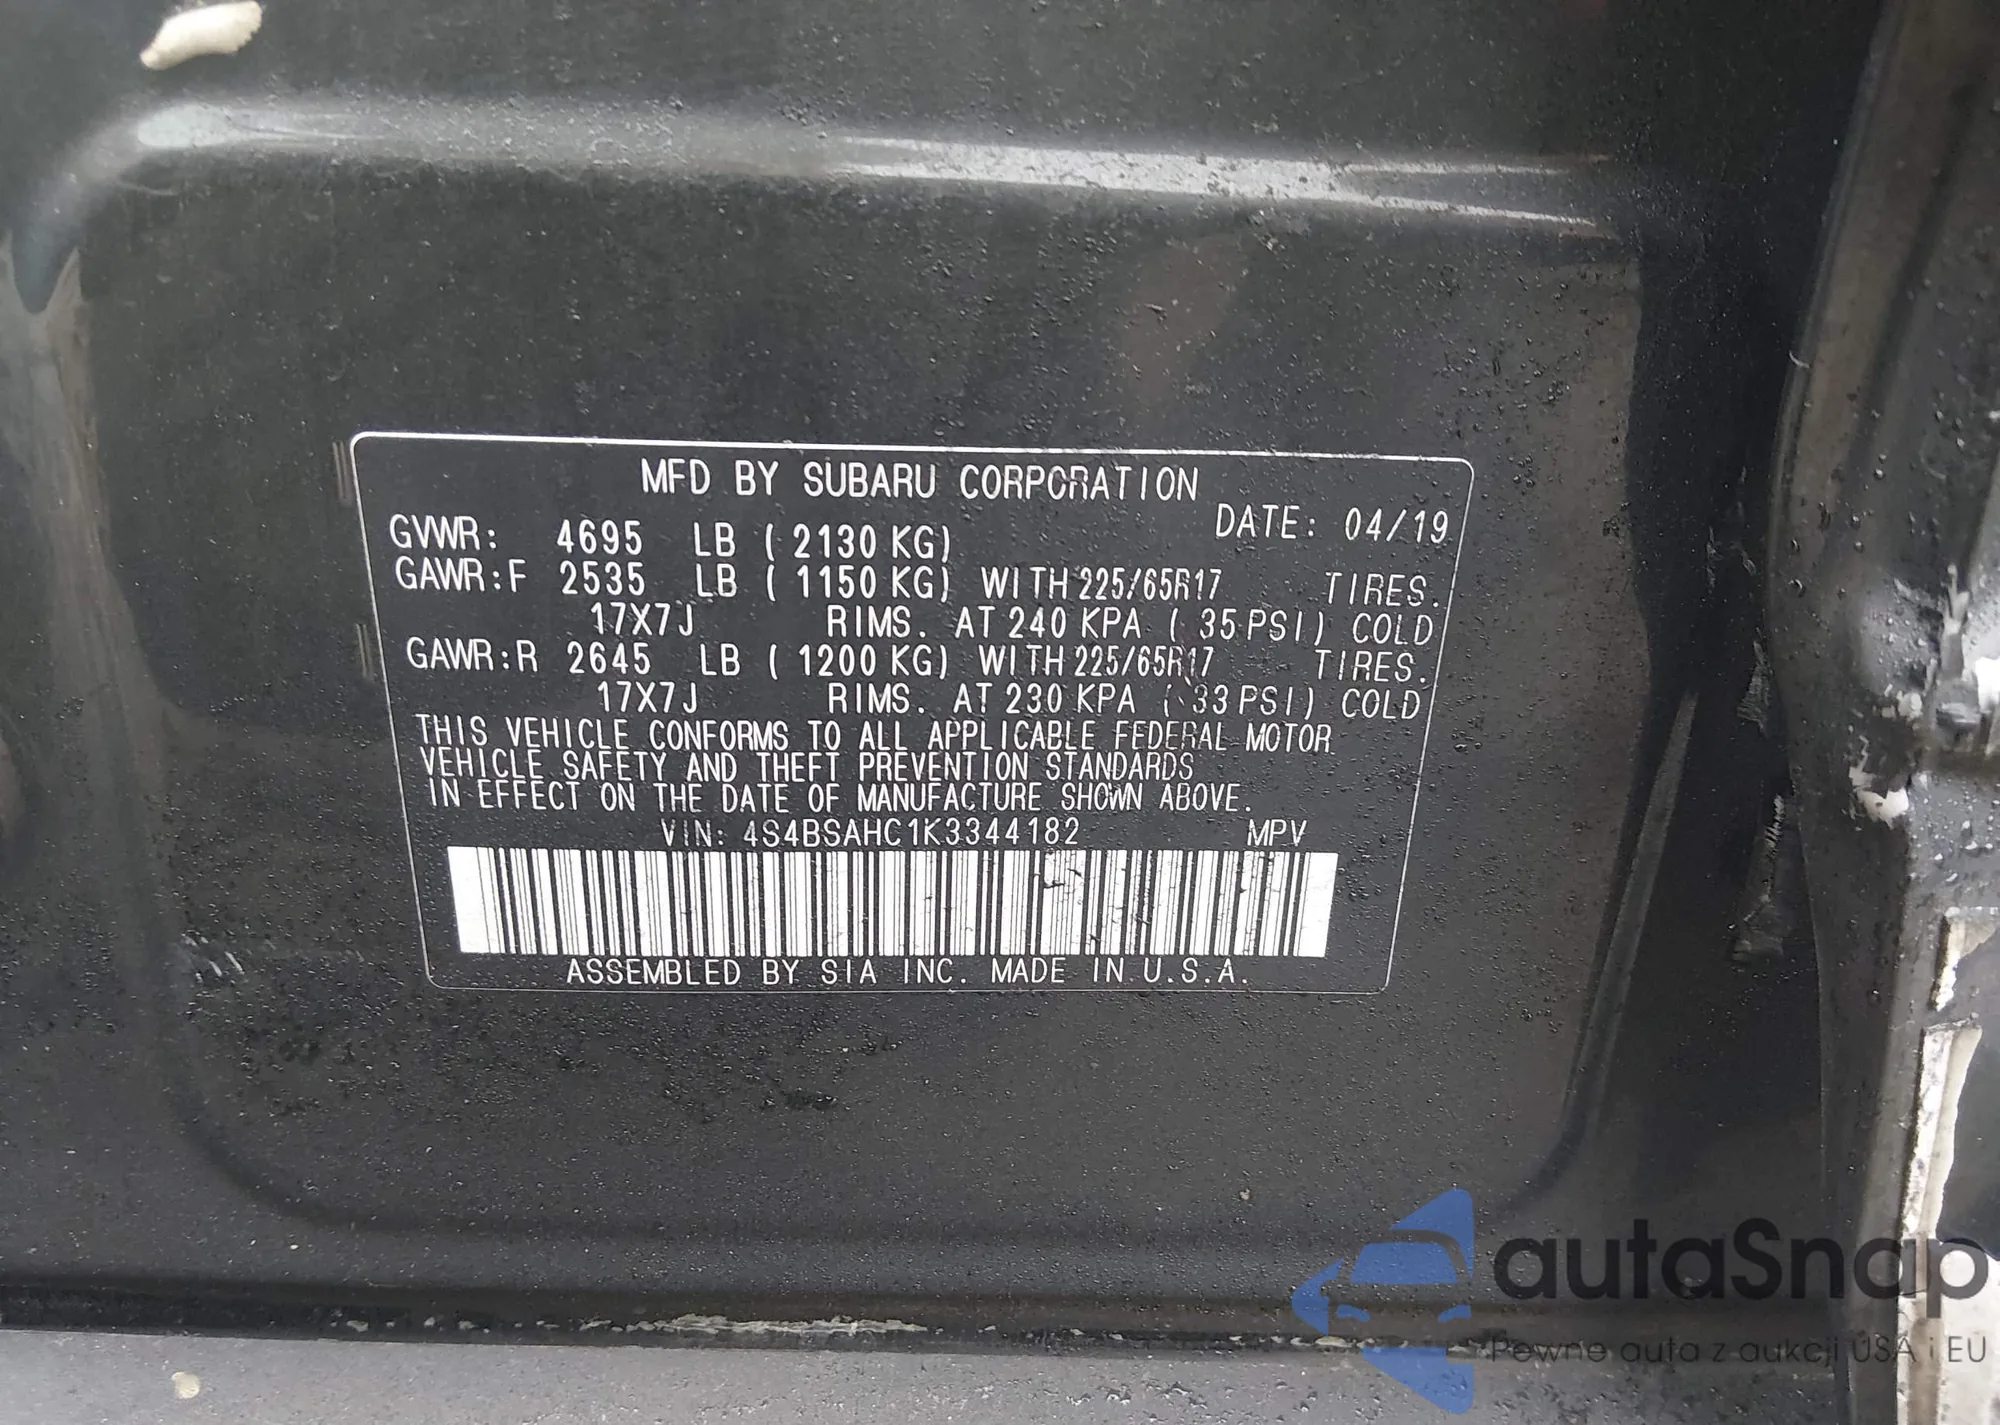 MFD BY SUBARU CORPORATION
DATE: 04/19
GVWR: 4695 LB ( 2130 KG)
GAWR:F 2535 LB ( 1150 KG) WITH 225/65R17 TIRES.
17X7J RIMS. AT 240 KPA ( 35 PSI) COLD
GAWR:R 2645 LB ( 1200 KG) WITH 225/65R17 TIRES.
17X7J RIMS. AT 230 KPA ( 33 PSI) COLD
THIS VEHICLE CONFORMS TO ALL APPLICABLE FEDERAL MOTOR
VEHICLE SAFETY AND THEFT PREVENTION STANDARDS
IN EFFECT ON THE DATE OF MANUFACTURE SHOWN ABOVE.
VIN: 4S4BSAHC1K3344182 MPV
ASSEMBLED BY SIA INC. MADE IN U.S.A.
autaSnap
Pewne auta z aukcji USA i EU